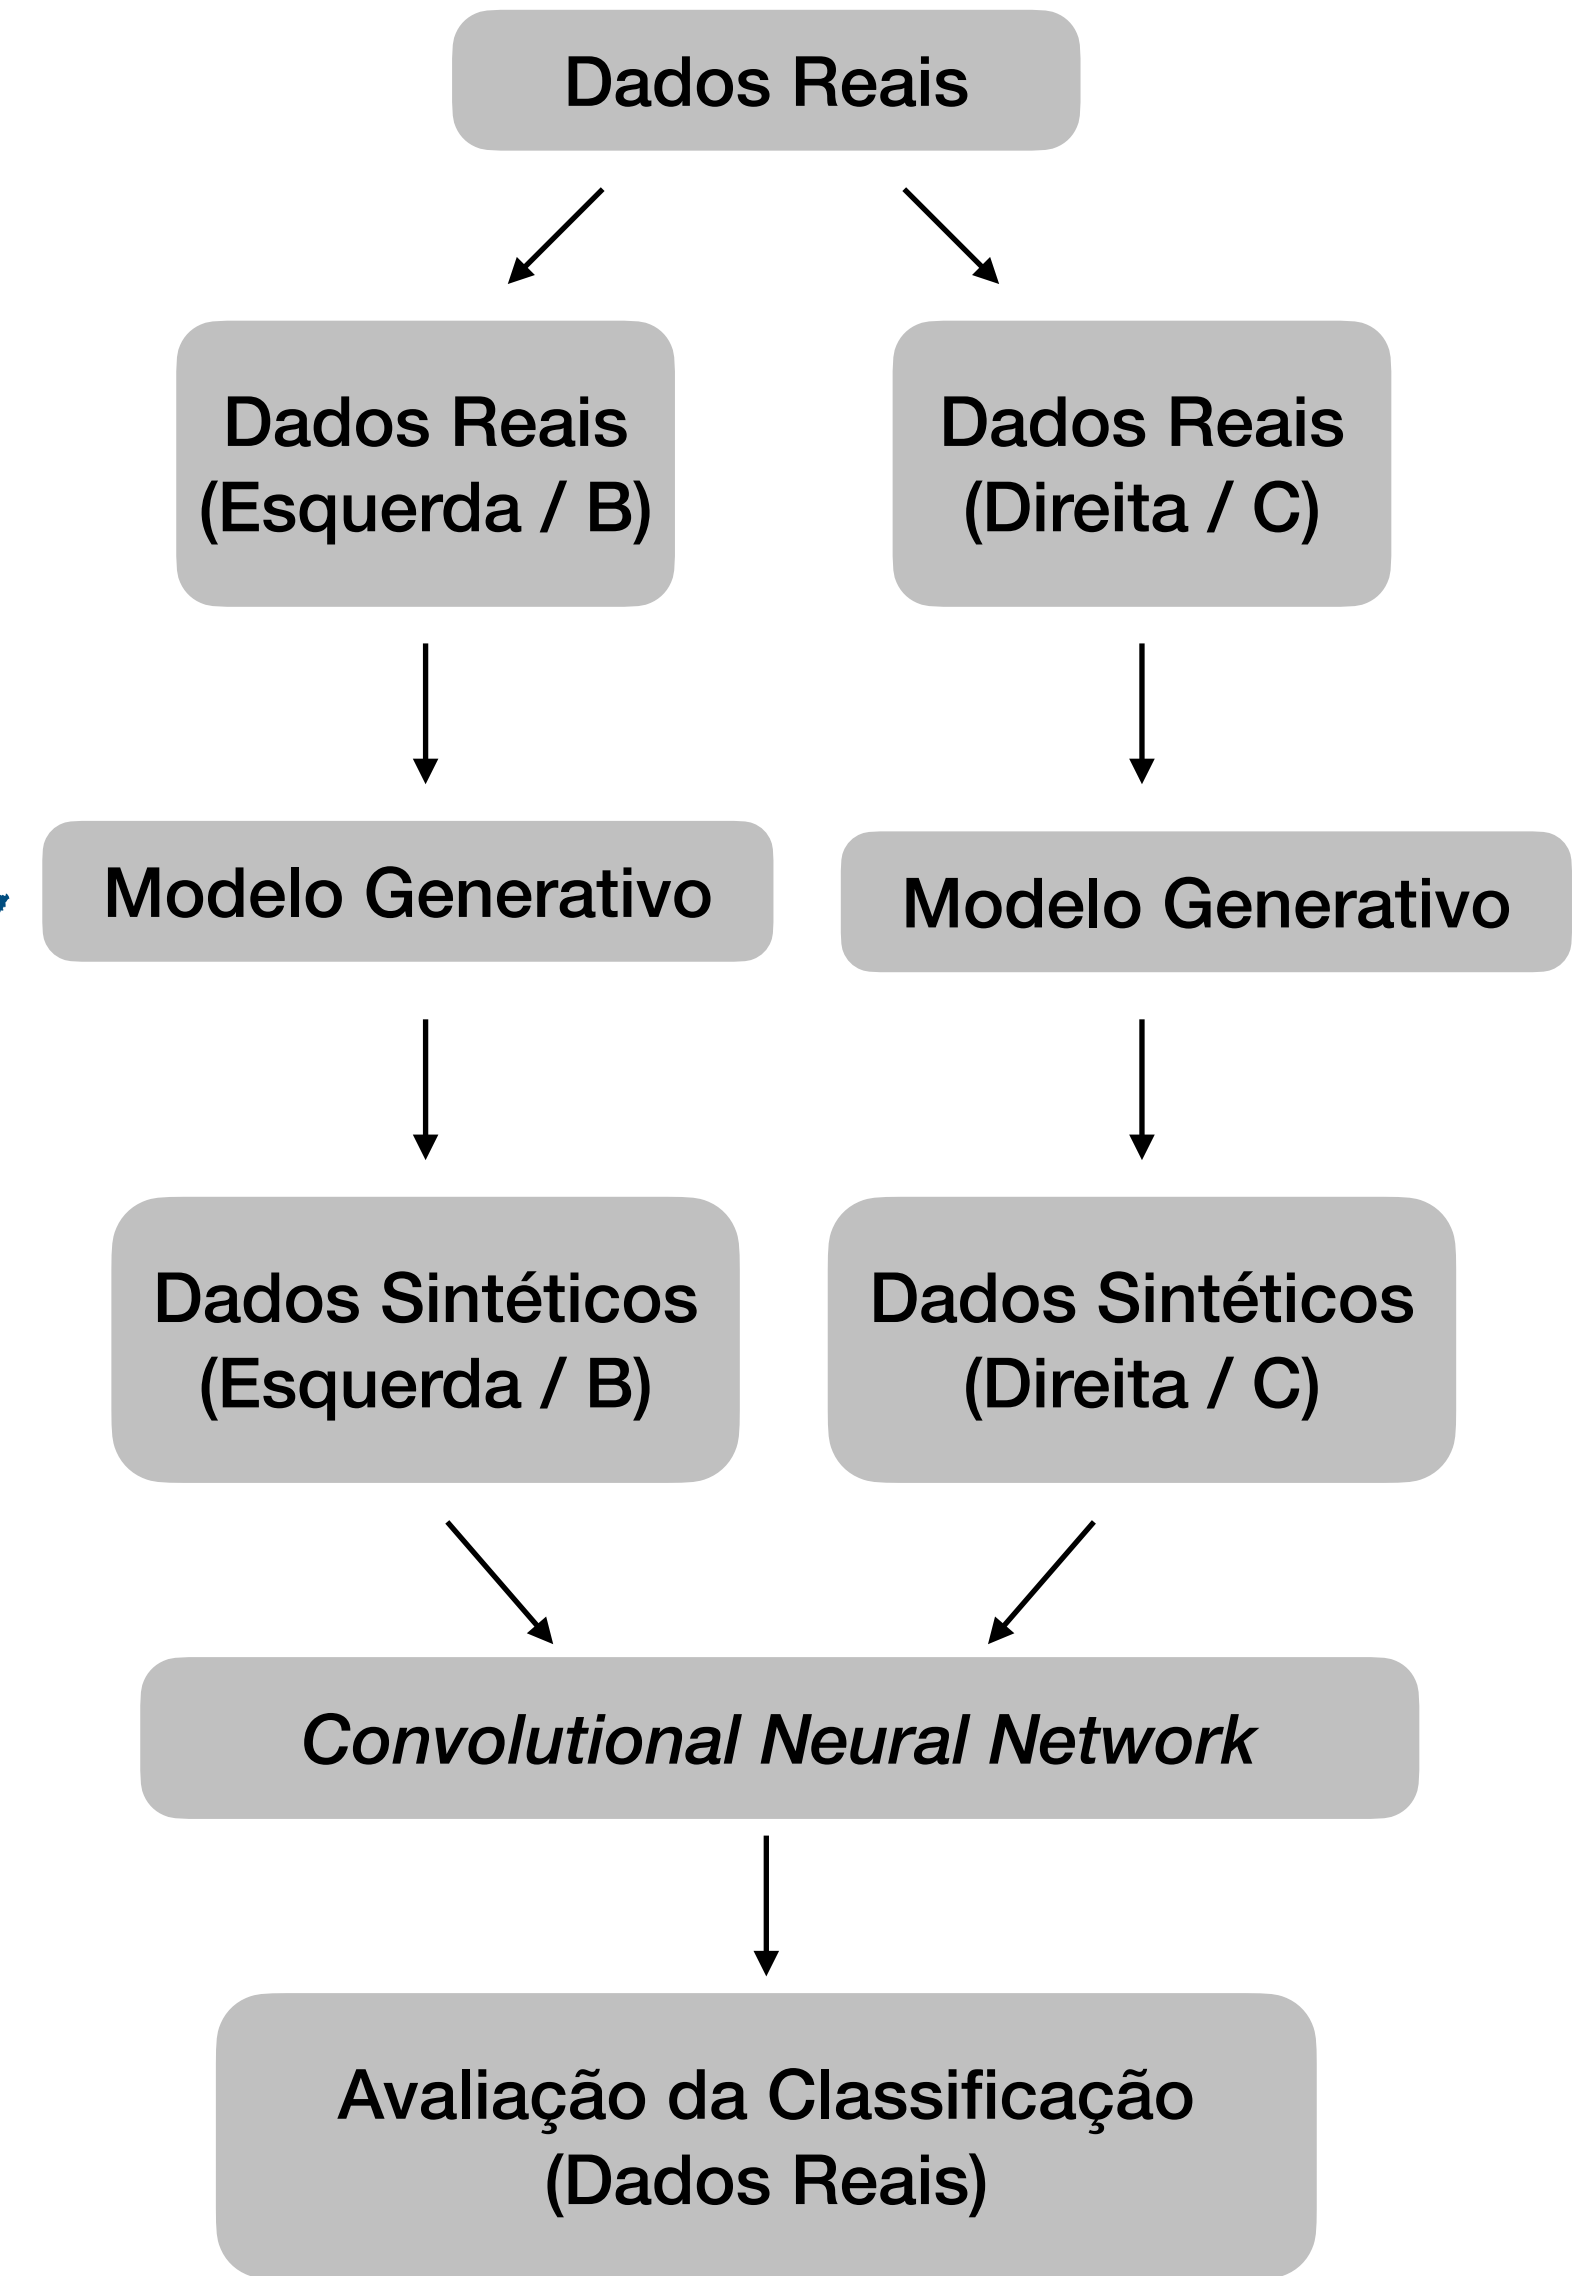 Dados Reais
Dados Reais
(Esquerda / B)
Dados Reais
(Direita / C)
Modelo Generativo
Modelo Generativo
Dados Sintéticos
(Esquerda / B)
Dados Sintéticos
(Direita / C)
Convolutional Neural Network
Avaliação da Classificação
(Dados Reais)